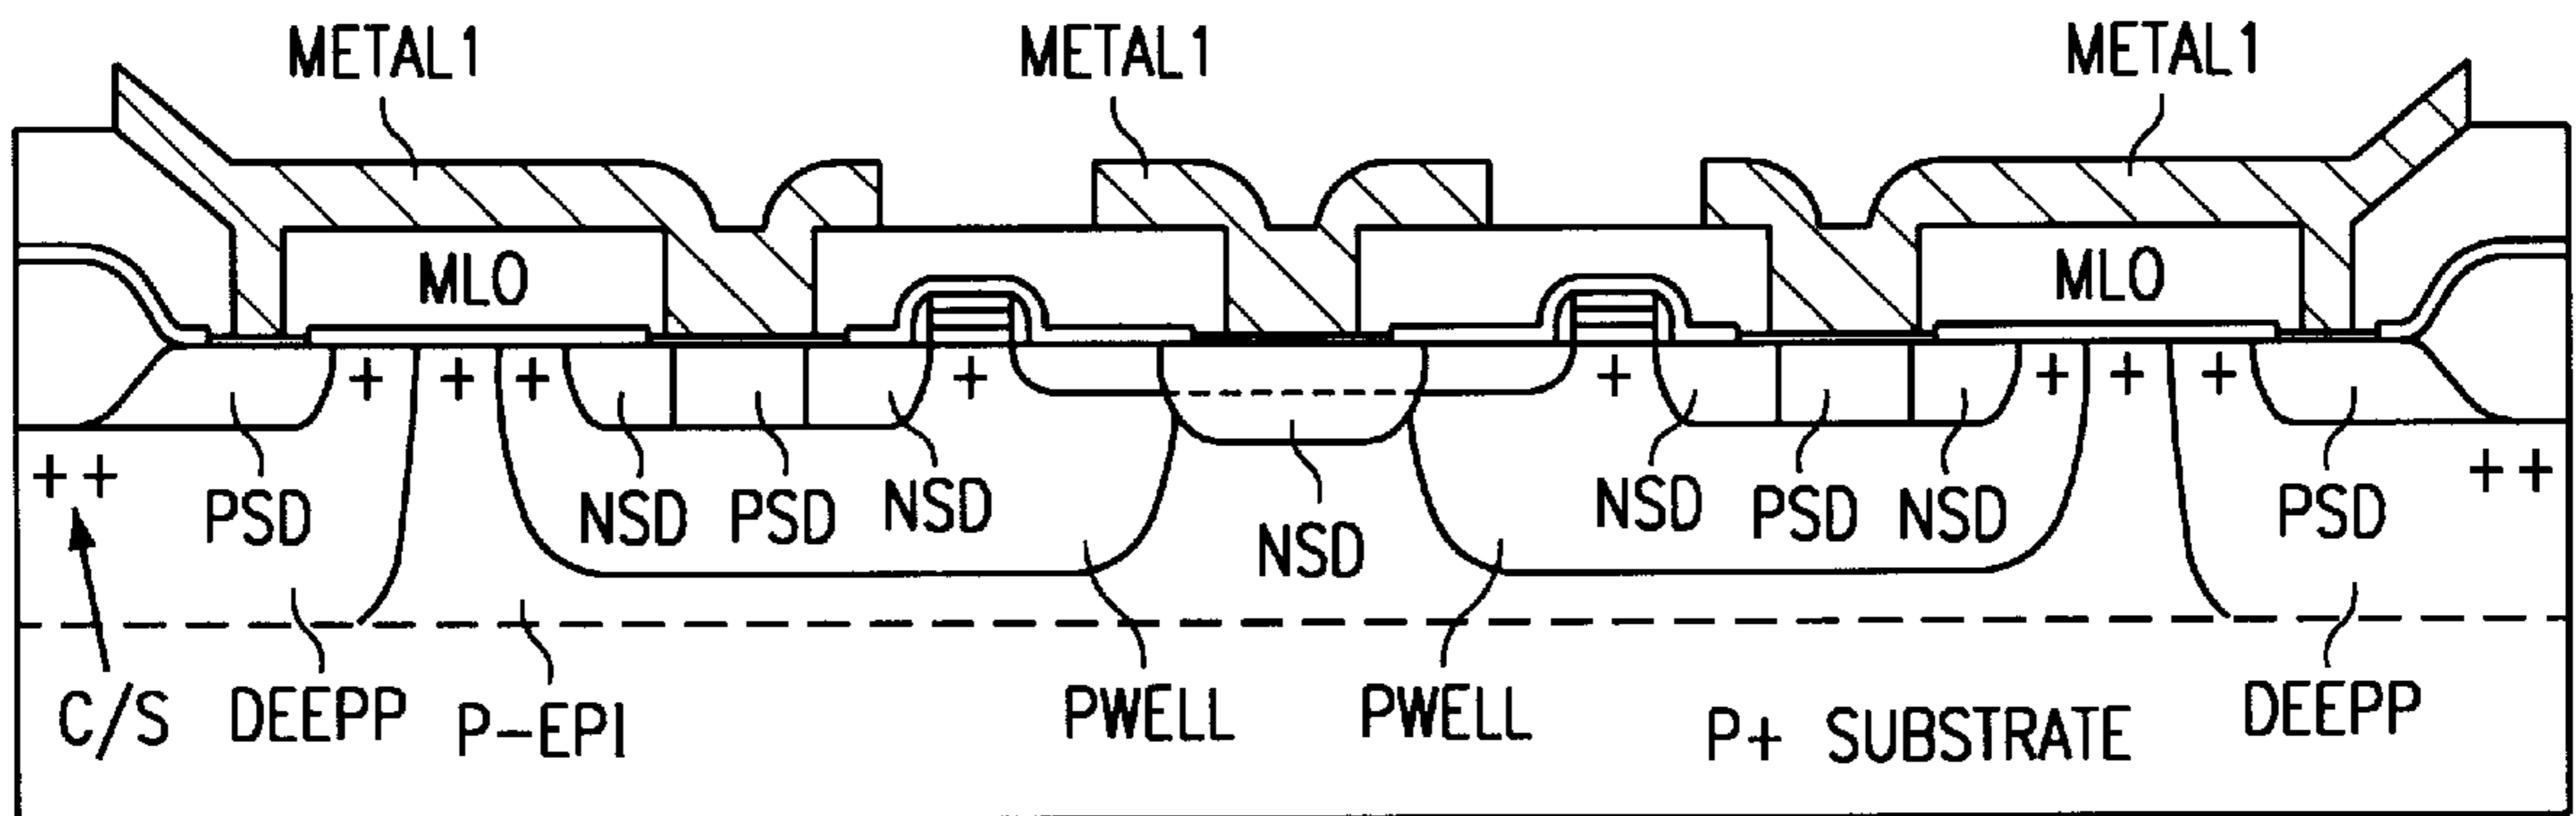 METAL1 METAL1 METAL1
MLO MLO
+ + + + + + + +
++ ++
PSD NSD PSD NSD NSD NSD PSD NSD PSD
C/S DEEPP P-EPI PWELL PWELL P+ SUBSTRATE DEEPP